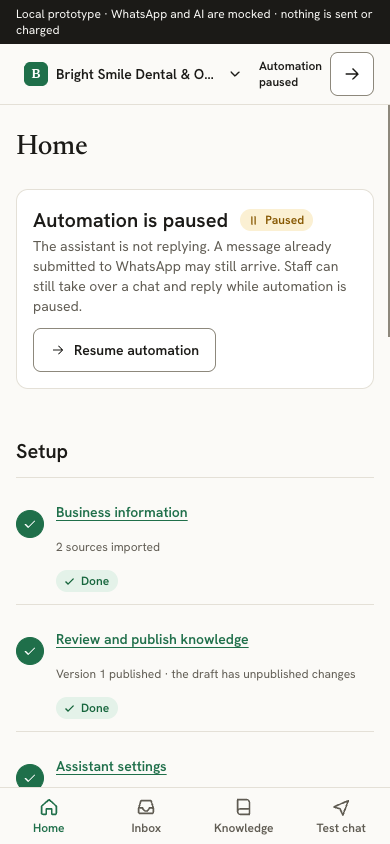 Local prototype · WhatsApp and AI are mocked · nothing is sent or
charged
B Bright Smile Dental & O...
Automation
paused
Home
Automation is paused
Paused
The assistant is not replying. A message already
submitted to WhatsApp may still arrive. Staff can
still take over a chat and reply while automation is
paused.
Resume automation
Setup
Business information
2 sources imported
Done
Review and publish knowledge
Version 1 published · the draft has unpublished changes
Done
Assistant settings
Home Inbox Knowledge Test chat